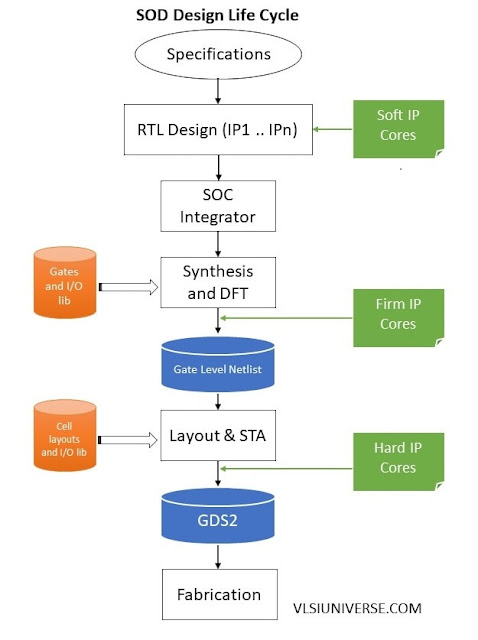 SOD Design Life Cycle
Specifications
RTL Design (IP1 .. IPn)
Soft IP
Cores
SOC
Integrator
Gates
and I/O
lib
Synthesis
and DFT
Firm IP
Cores
Gate Level Netlist
Cell
layouts
and I/O lib
Layout & STA
Hard IP
Cores
GDS2
Fabrication
VLSIUNIVERSE.COM